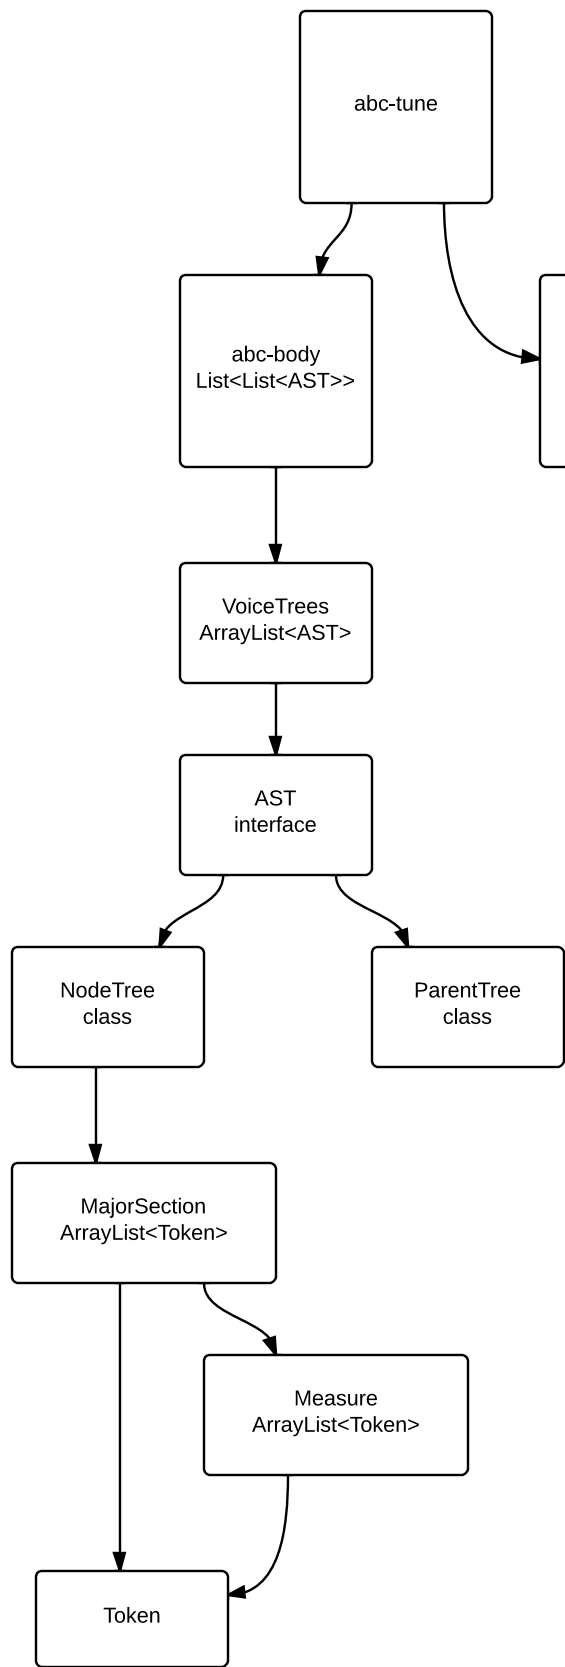 abc-tune
abc-body
List<List<AST>>
VoiceTrees
ArrayList<AST>
AST
interface
NodeTree
class
ParentTree
class
MajorSection
ArrayList<Token>
Measure
ArrayList<Token>
Token